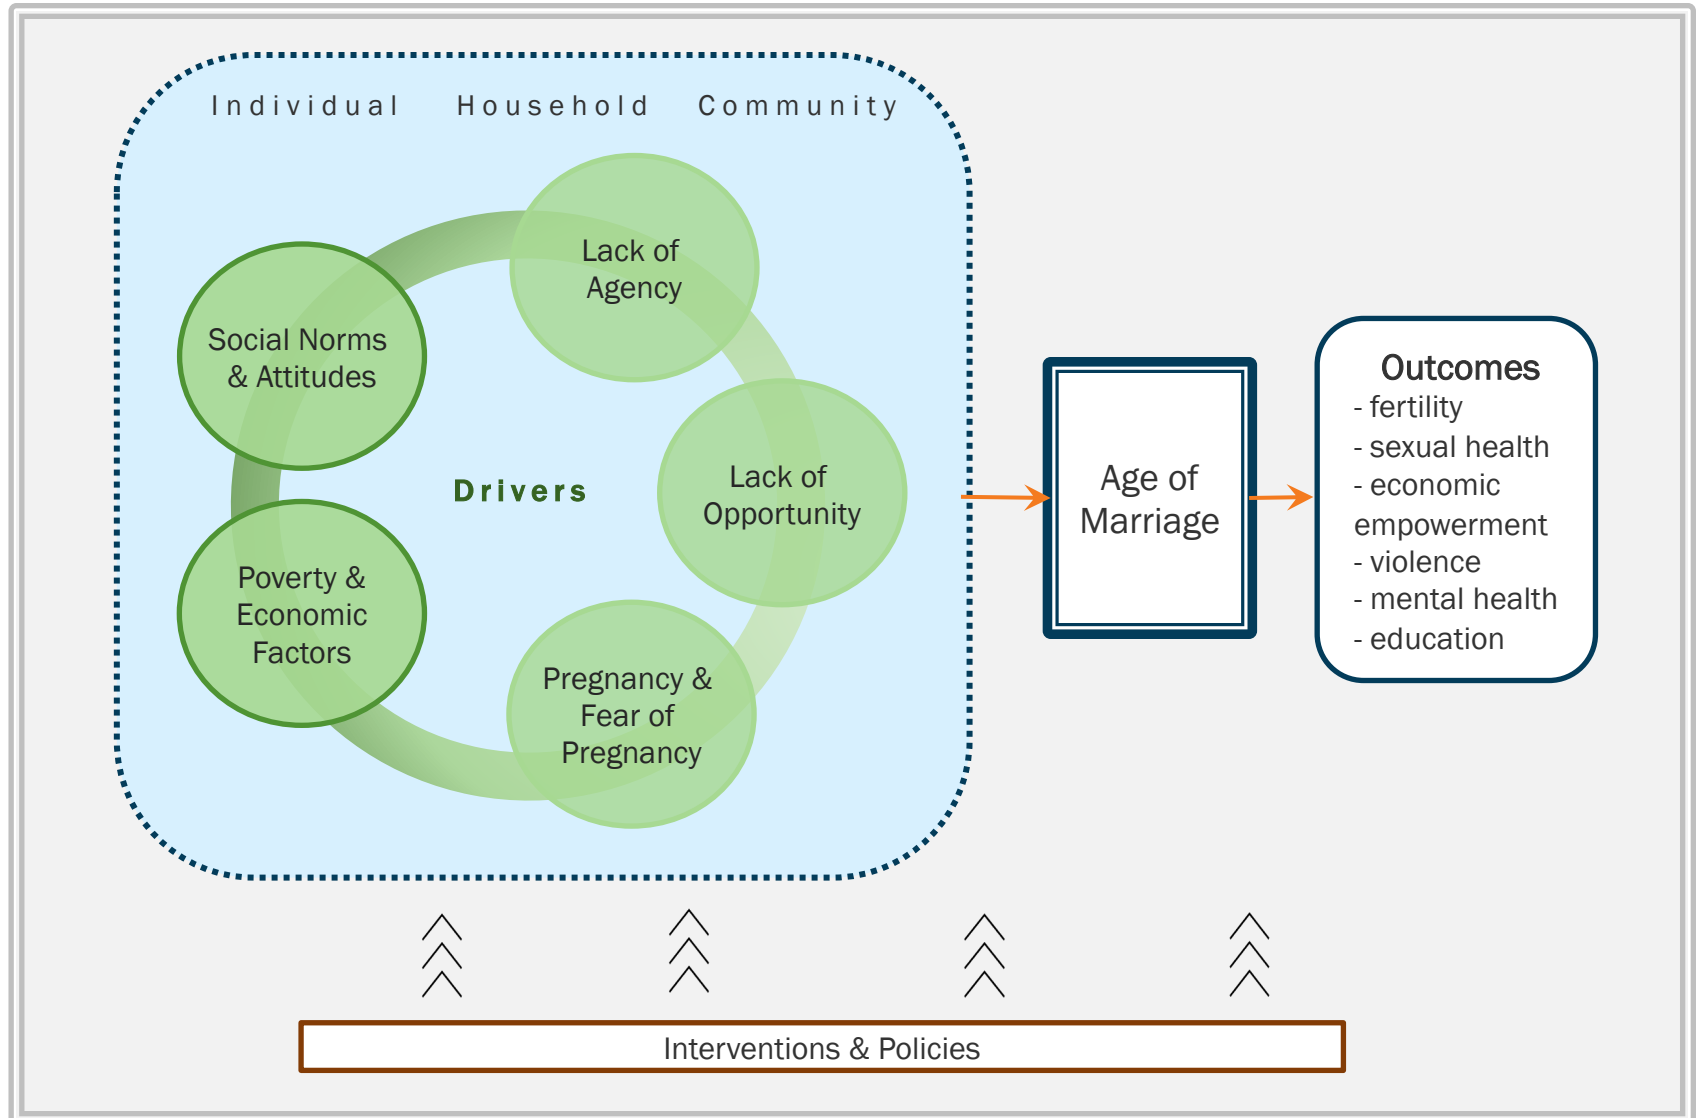 Individual Household Community
Lack of
Agency
Social Norms
& Attitudes
Drivers
Lack of
Opportunity
Poverty &
Economic
Factors
Pregnancy &
Fear of
Pregnancy
Age of
Marriage
Outcomes
- fertility
- sexual health
- economic
empowerment
- violence
- mental health
- education
Interventions & Policies